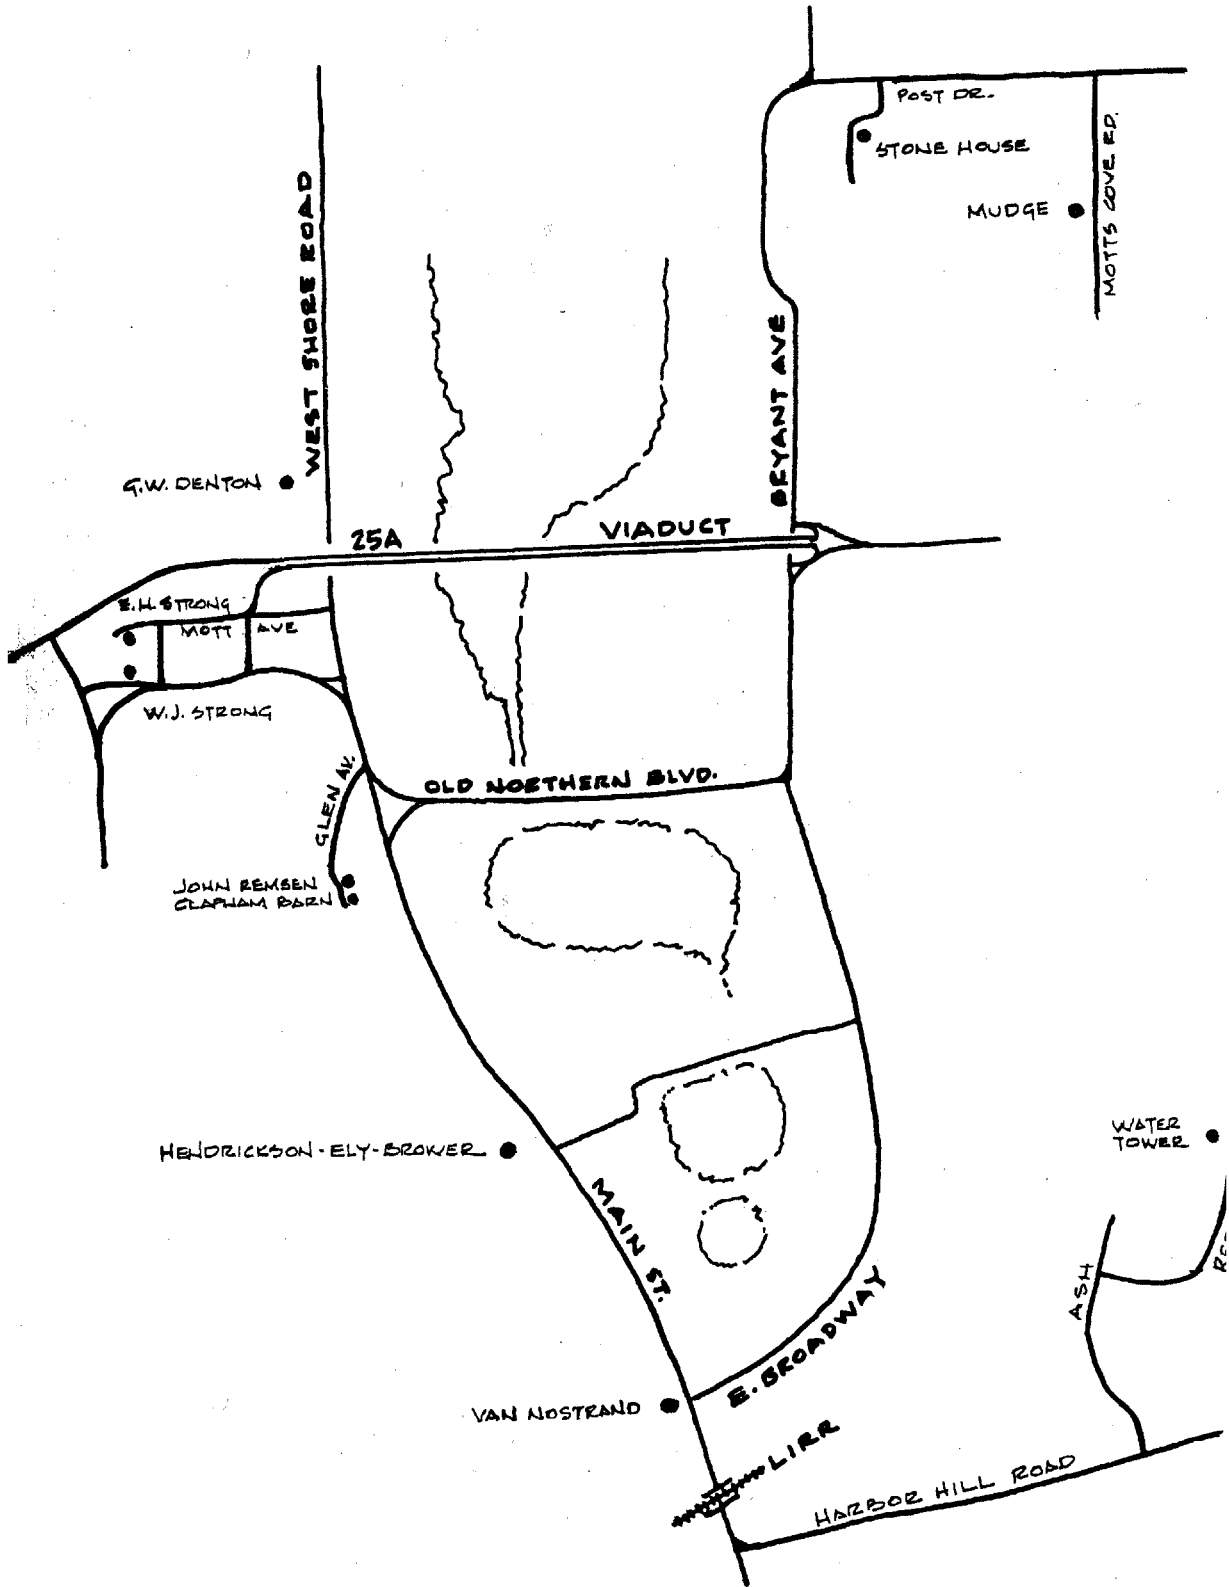 POST DR.
STONE HOUSE
MUDGE
MOTTS COVE RD.
WEST SHORE ROAD
BRYANT AVE
G.W. DENTON
25A
VIADUCT
E.H. STRONG
MOTT AVE
W.J. STRONG
GLEN AV.
OLD NORTHERN BLVD.
JOHN REMSEN
CLAPHAM BARN
HENDRICKSON-ELY-BROWER
WATER
TOWER
MAIN ST.
ASH
E. BROADWAY
VAN NOSTRAND
LIRR
HARBOR HILL ROAD